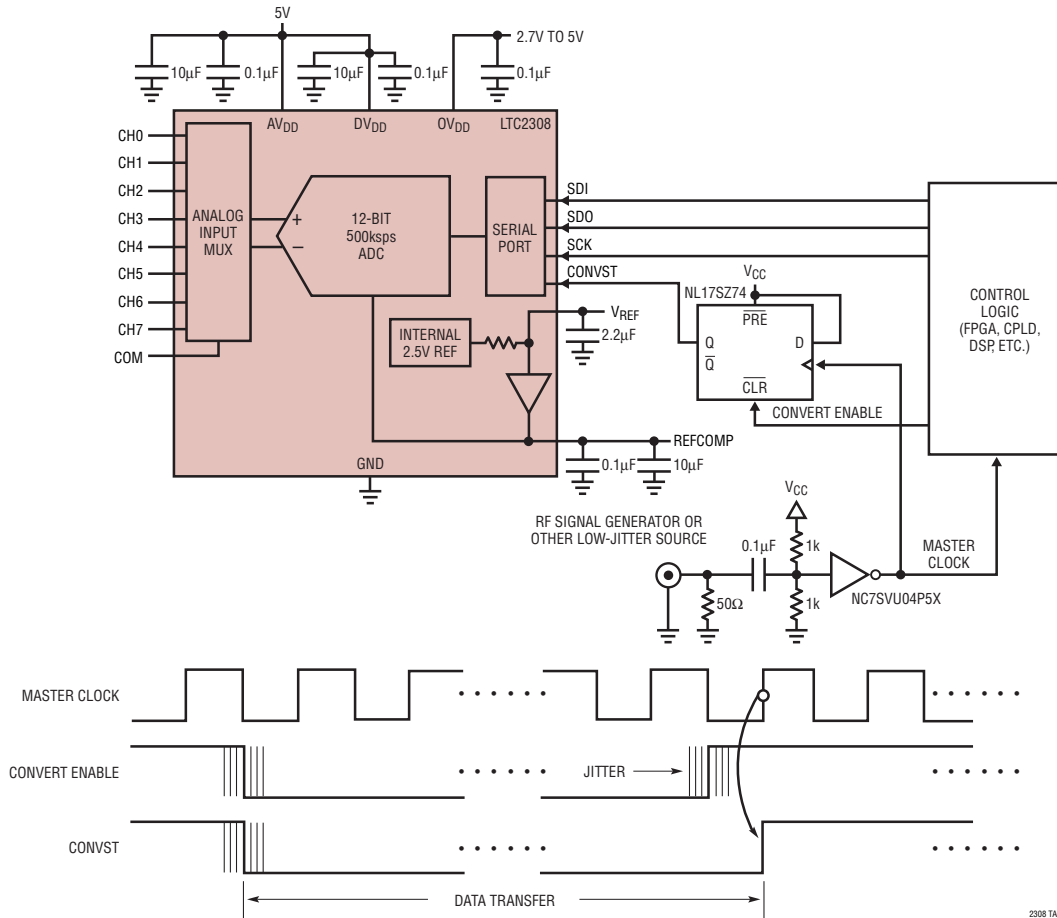 5V
2.7V TO 5V
10µF
0.1µF
10µF
0.1µF
0.1µF
AVDD
DVDD
OVDD
LTC2308
CH0
CH1
CH2
CH3
CH4
CH5
CH6
CH7
COM
ANALOG
INPUT
MUX
+
–
12-BIT
500ksps
ADC
SERIAL
PORT
SDI
SDO
SCK
CONVST
INTERNAL
2.5V REF
VREF
2.2µF
REFCOMP
0.1µF
10µF
GND
VCC
NL17SZ74
PRE
Q
D
Q
CLR
CONVERT ENABLE
CONTROL
LOGIC
(FPGA, CPLD,
DSP, ETC.)
RF SIGNAL GENERATOR OR
OTHER LOW-JITTER SOURCE
VCC
0.1µF
1k
50Ω
1k
NC7SVU04P5X
MASTER
CLOCK
MASTER CLOCK
CONVERT ENABLE
JITTER
CONVST
DATA TRANSFER
2308 TA